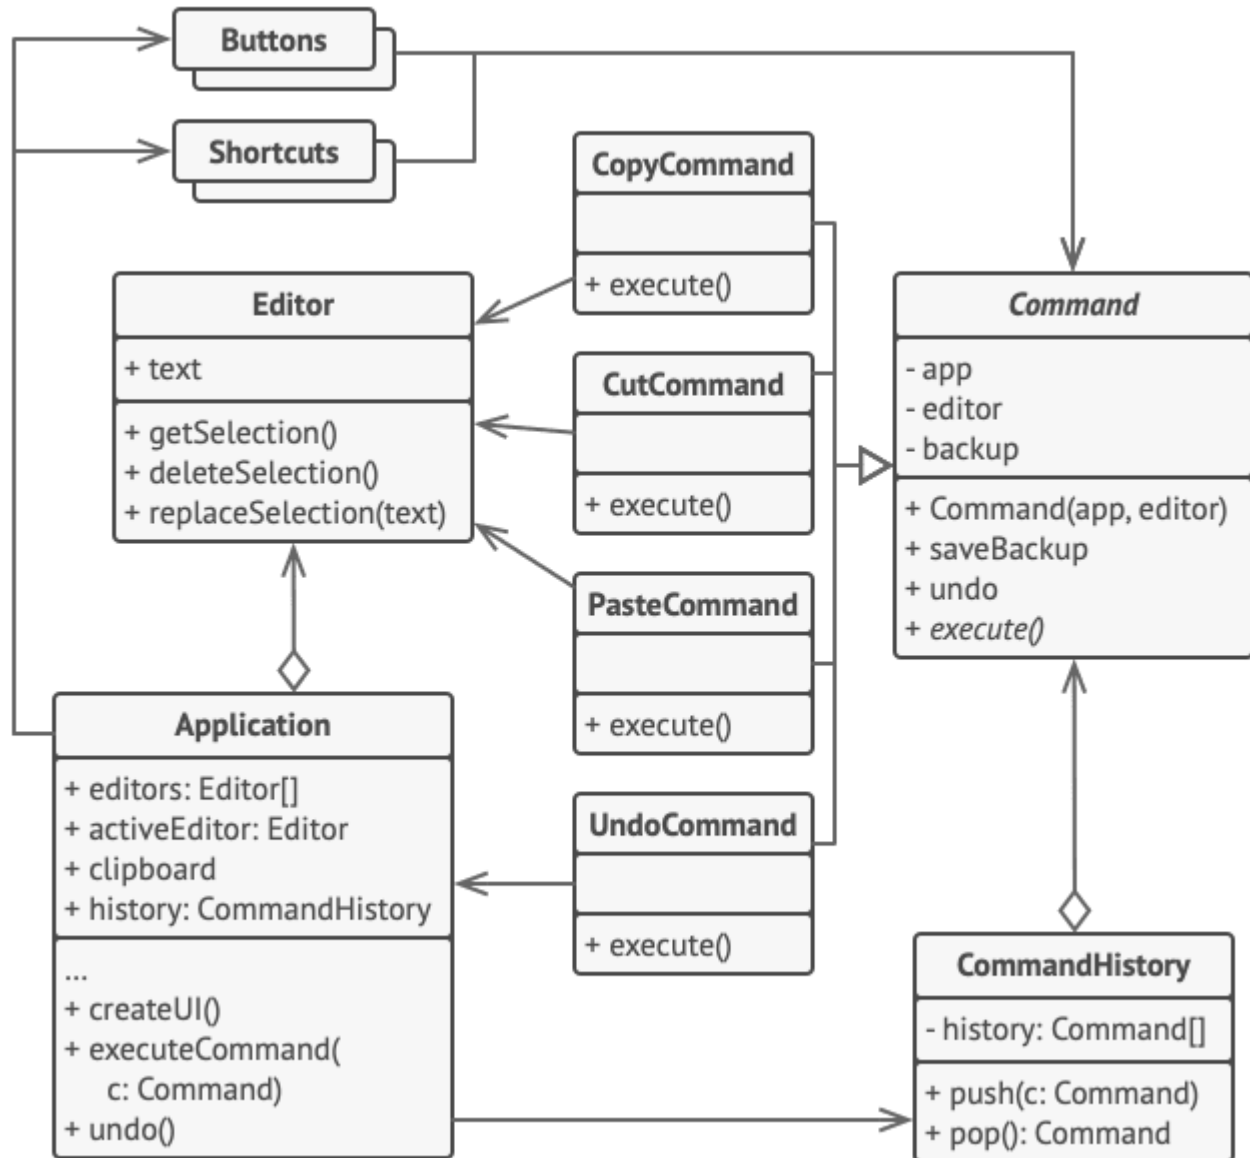 Buttons
Shortcuts
CopyCommand
+ execute()
Editor
+ text
+ getSelection()
+ deleteSelection()
+ replaceSelection(text)
CutCommand
+ execute()
Command
- app
- editor
- backup
+ Command(app, editor)
+ saveBackup
+ undo
+ execute()
PasteCommand
+ execute()
Application
+ editors: Editor[]
+ activeEditor: Editor
+ clipboard
+ history: CommandHistory
...
+ createUI()
+ executeCommand(
c: Command)
+ undo()
UndoCommand
+ execute()
CommandHistory
- history: Command[]
+ push(c: Command)
+ pop(): Command